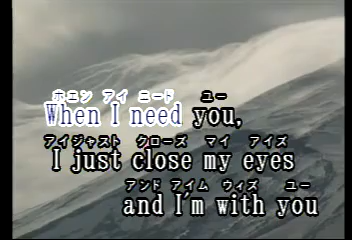 ホエン アイ ニード ユー
When I need you,
アイジャスト クローズ マイ アイズ
I just close my eyes
アンド アイム ウィズ ユー
and I'm with you